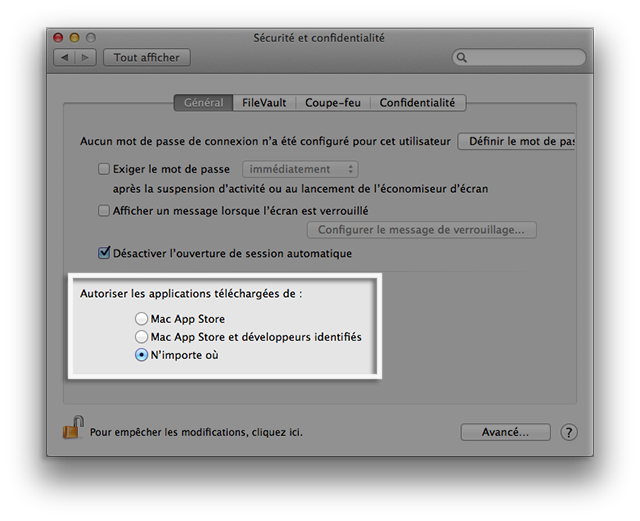 Sécurité et confidentialité
Tout afficher
Général FileVault Coupe-feu Confidentialité
Aucun mot de passe de connexion n'a été configuré pour cet utilisateur Définir le mot de pas
Exiger le mot de passe immédiatement
après la suspension d'activité ou au lancement de l'économiseur d'écran
Afficher un message lorsque l'écran est verrouillé
Configurer le message de verrouillage...
Désactiver l'ouverture de session automatique
Autoriser les applications téléchargées de :
Mac App Store
Mac App Store et développeurs identifiés
N'importe où
Pour empêcher les modifications, cliquez ici. Avancé... ?